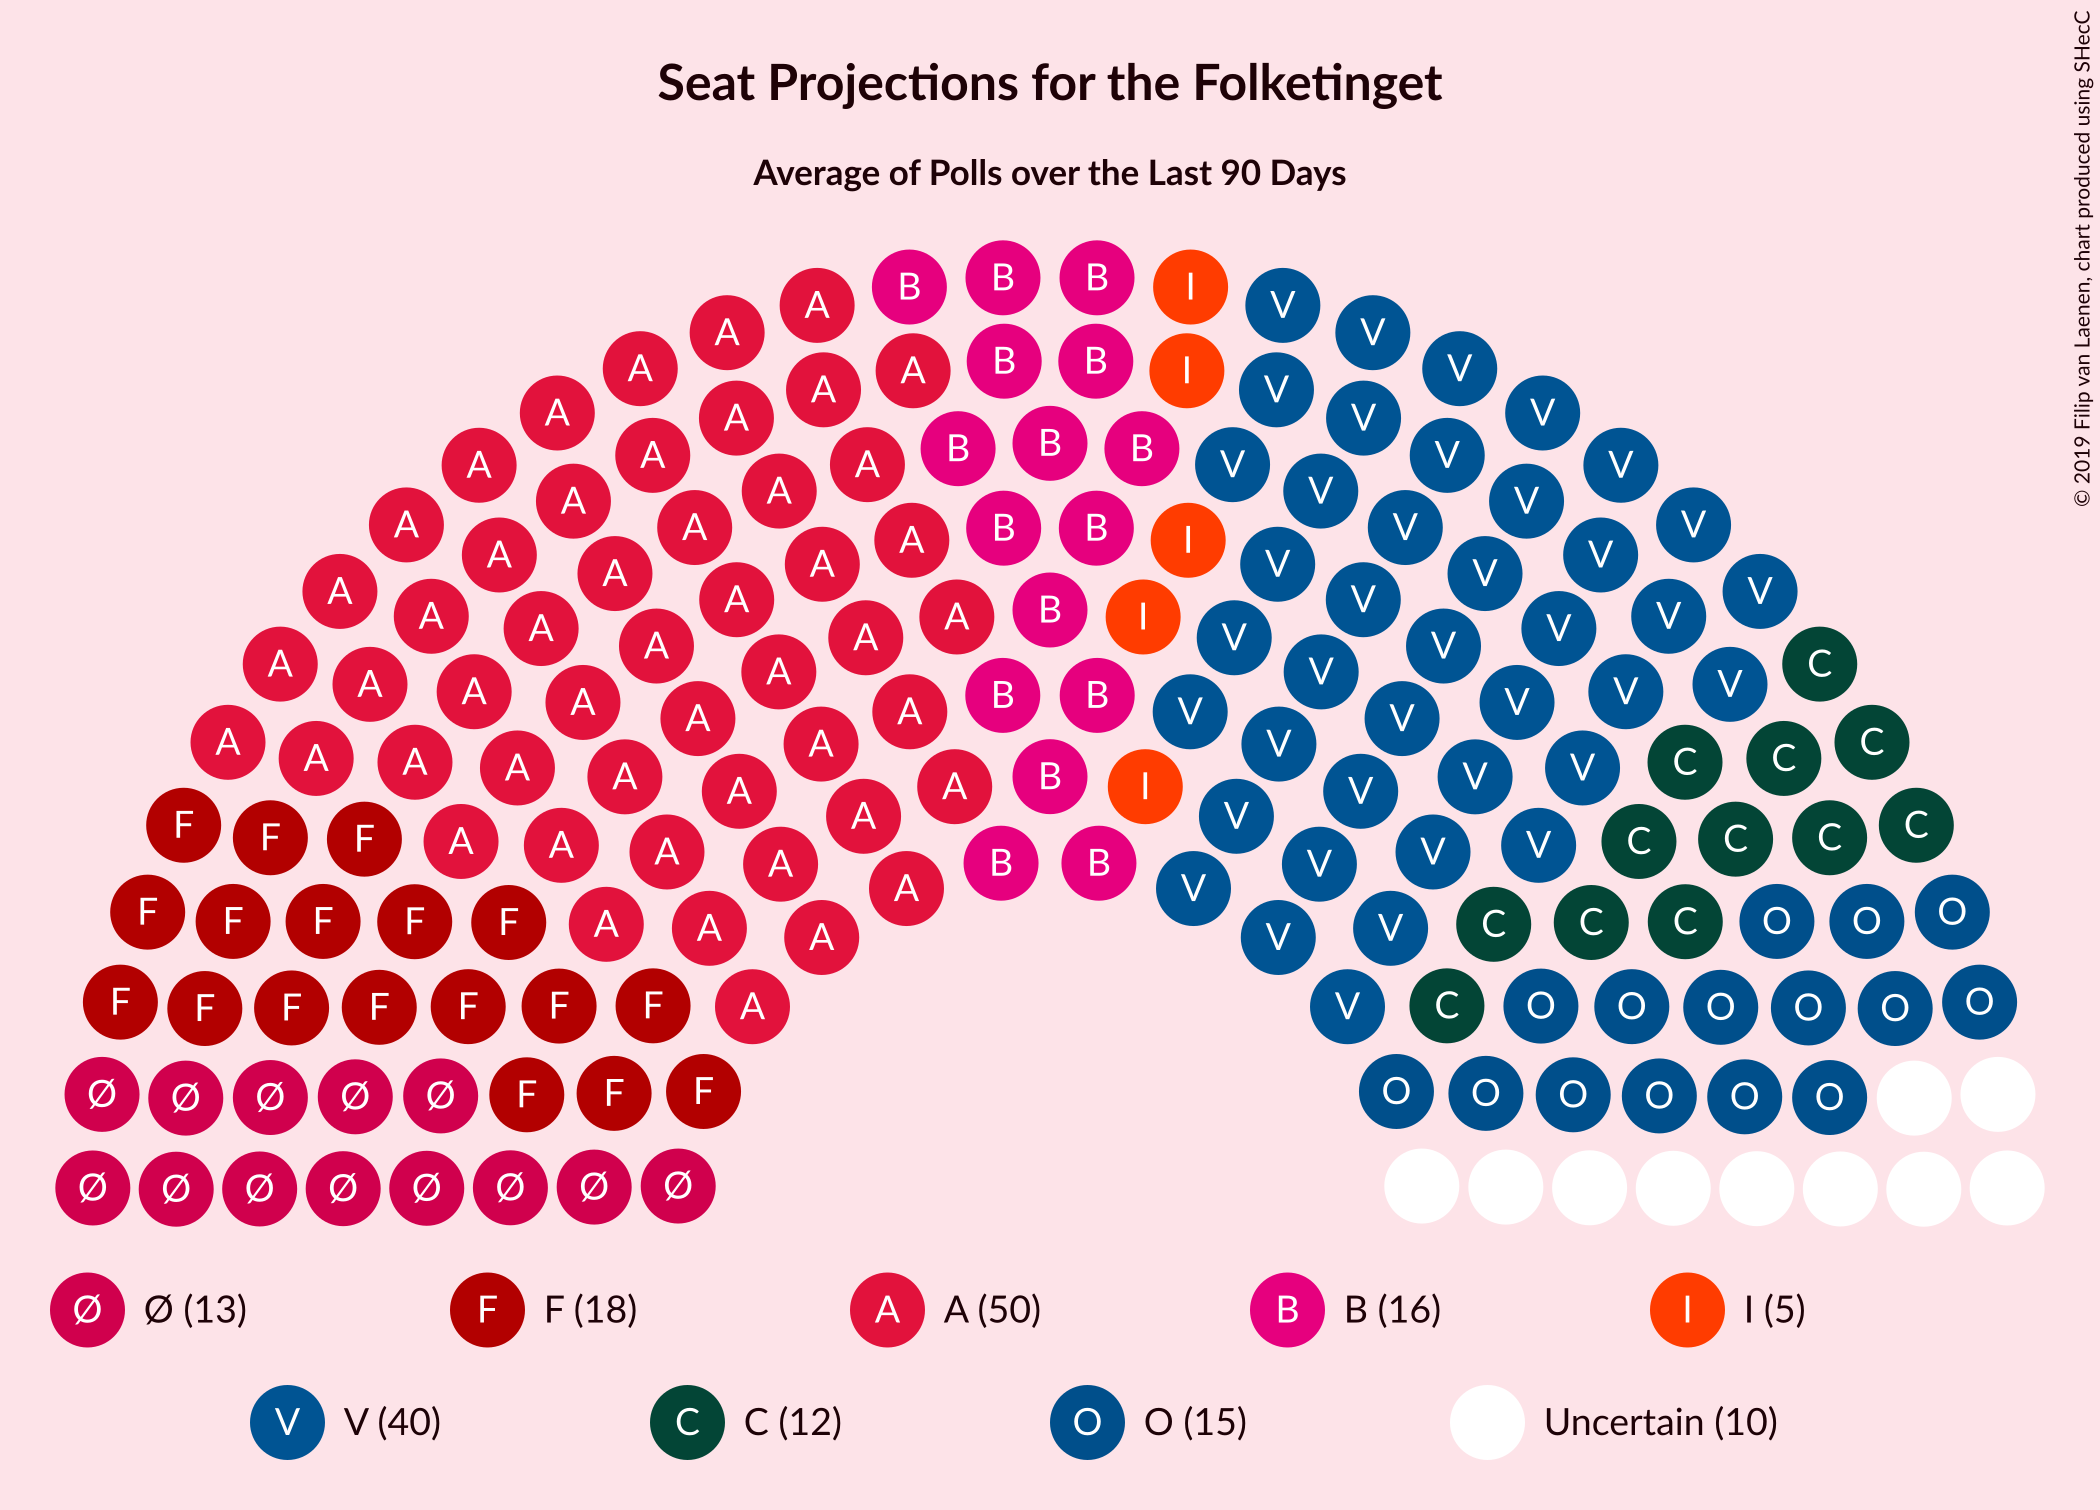 Seat Projections for the Folketinget
Average of Polls over the Last 90 Days
© 2019 Filip van Laenen, chart produced using SHecC
B B B I
A A V V
A A B B I V V
A A A A B B B V V V V
A A A A A B B I V V V V V
A A A A A A B I V V V V V V
A A A A A A A B B V V V V V V C
A A A A A A A A A B I V V V V V C C C
F F F A A A A A A B B V V V V C C C C
F F F F F A A A V V C C C O O O
F F F F F F F A V C O O O O O O
Ø Ø Ø Ø Ø F F F O O O O O O
Ø Ø Ø Ø Ø Ø Ø Ø
Ø Ø (13) F F (18) A A (50) B B (16) I I (5)
V V (40) C C (12) O O (15) Uncertain (10)